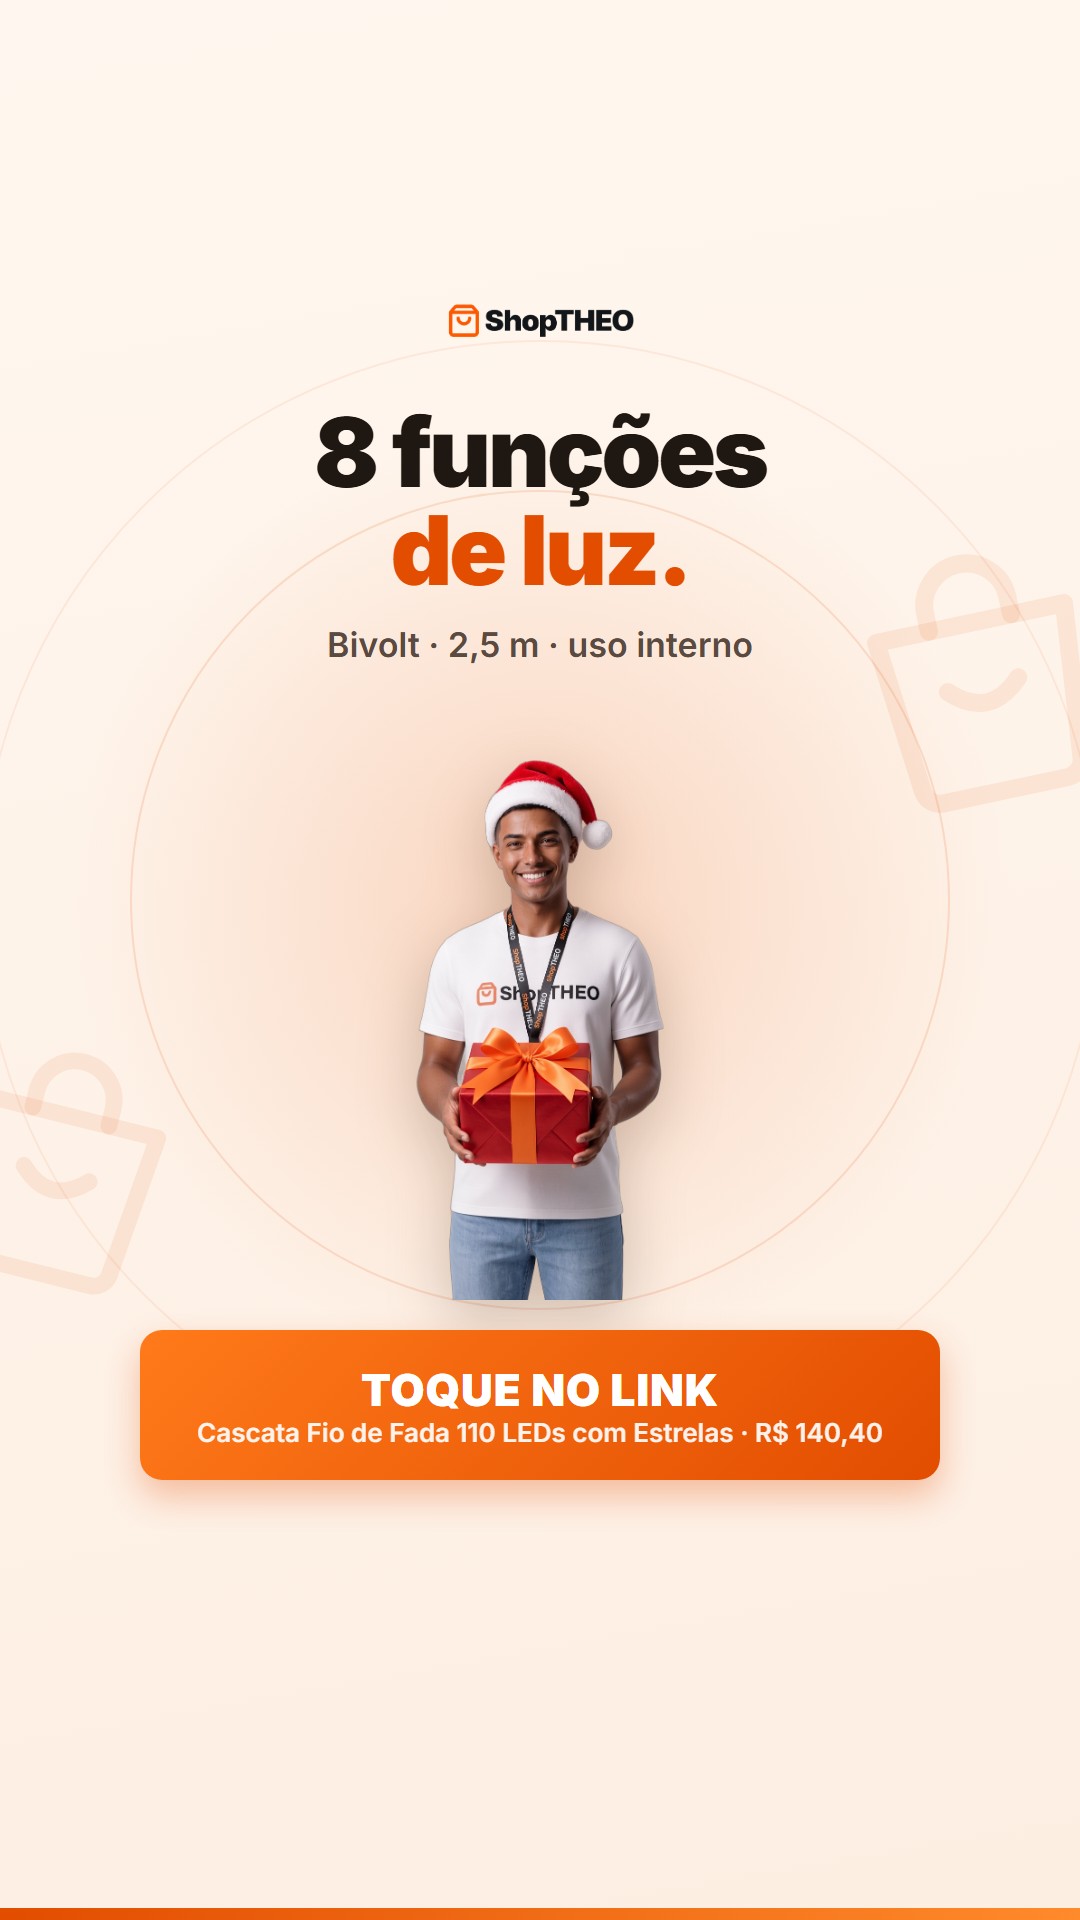 ShopTHEO
8 funções
de luz.
Bivolt · 2,5 m · uso interno
ShopTHEO
TOQUE NO LINK
Cascata Fio de Fada 110 LEDs com Estrelas · R$ 140,40